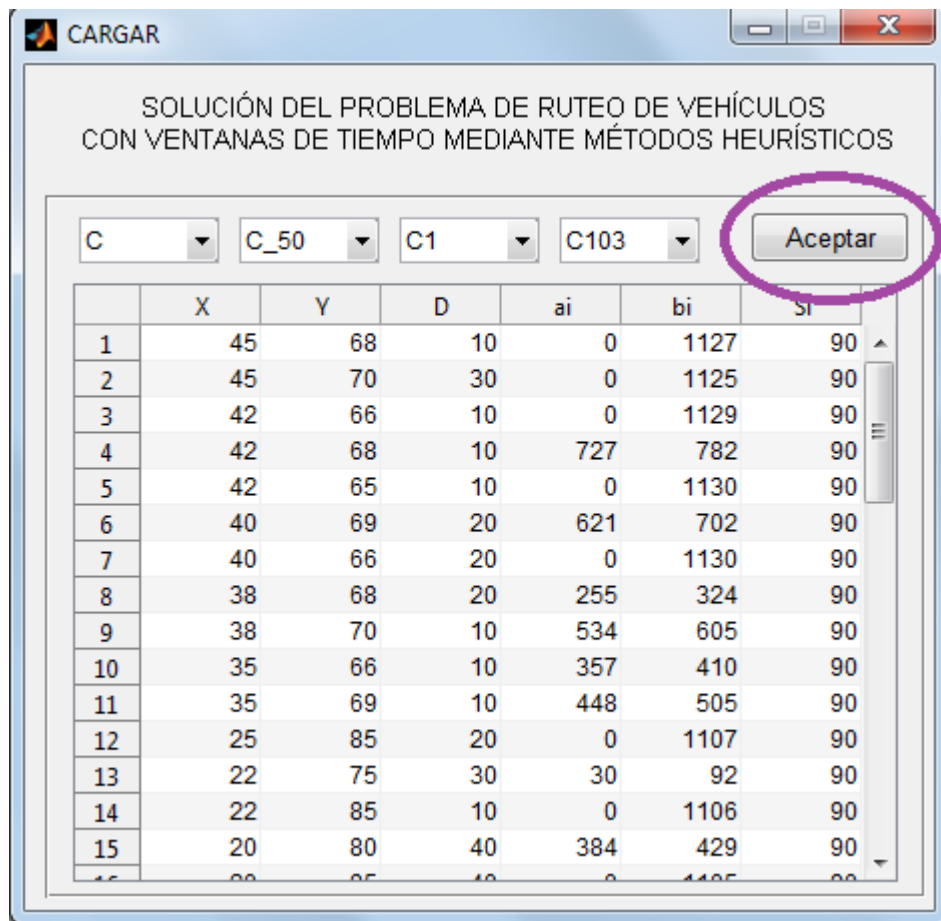 CARGAR
SOLUCIÓN DEL PROBLEMA DE RUTEO DE VEHÍCULOS
CON VENTANAS DE TIEMPO MEDIANTE MÉTODOS HEURÍSTICOS
C C_50 C1 C103 Aceptar
X Y D ai bi
1 45 68 10 0 1127 90
2 45 70 30 0 1125 90
3 42 66 10 0 1129 90
4 42 68 10 727 782 90
5 42 65 10 0 1130 90
6 40 69 20 621 702 90
7 40 66 20 0 1130 90
8 38 68 20 255 324 90
9 38 70 10 534 605 90
10 35 66 10 357 410 90
11 35 69 10 448 505 90
12 25 85 20 0 1107 90
13 22 75 30 30 92 90
14 22 85 10 0 1106 90
15 20 80 40 384 429 90